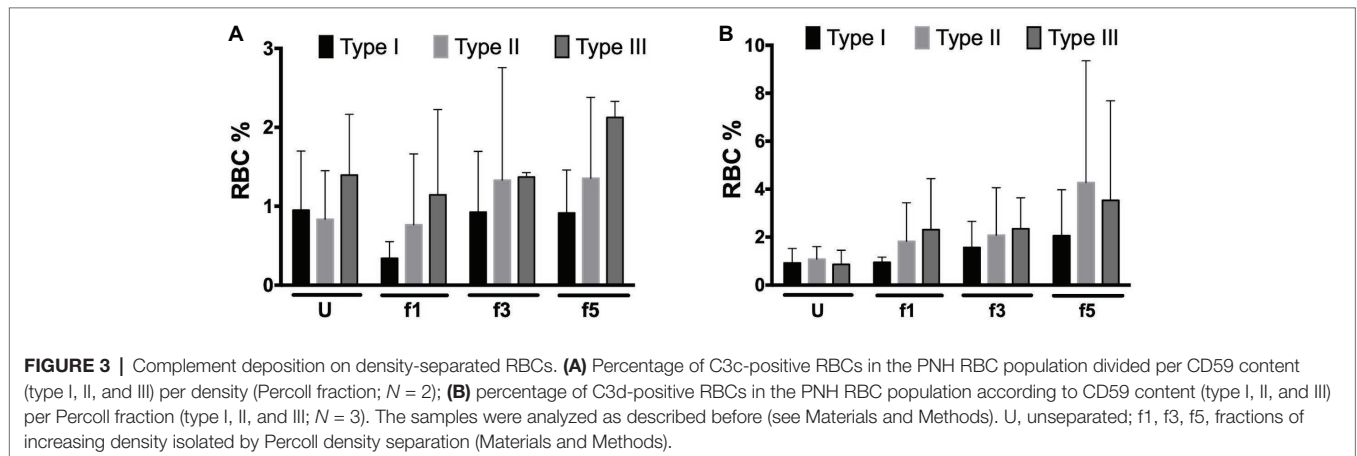 A
Type I Type II Type III
RBC %
3
2
1
0
U f1 f3 f5
B
Type I Type II Type III
RBC %
10
8
6
4
2
0
U f1 f3 f5
FIGURE 3 | Complement deposition on density-separated RBCs. (A) Percentage of C3c-positive RBCs in the PNH RBC population divided per CD59 content
(type I, II, and III) per density (Percoll fraction; N = 2); (B) percentage of C3d-positive RBCs in the PNH RBC population according to CD59 content (type I, II, and III)
per Percoll fraction (type I, II, and III; N = 3). The samples were analyzed as described before (see Materials and Methods). U, unseparated; f1, f3, f5, fractions of
increasing density isolated by Percoll density separation (Materials and Methods).